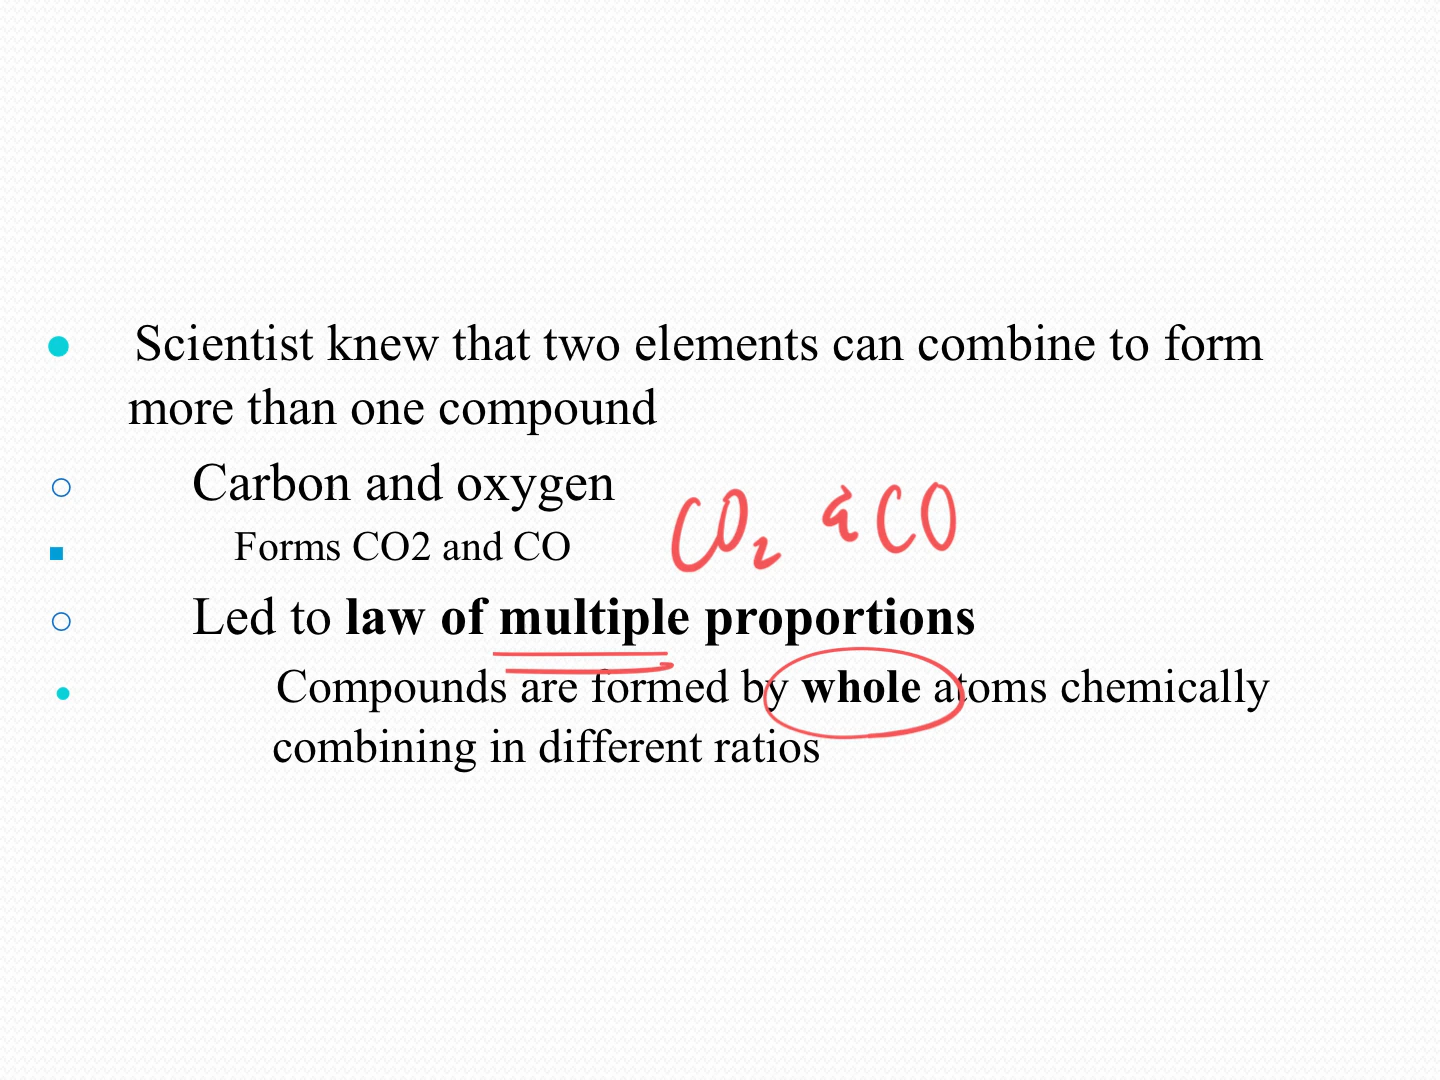 Scientist knew that two elements can combine to form
more than one compound
Carbon and oxygen
Forms CO2 and CO
CO₂ & CO
Led to law of multiple proportions
Compounds are formed by whole atoms chemically
combining in different ratios